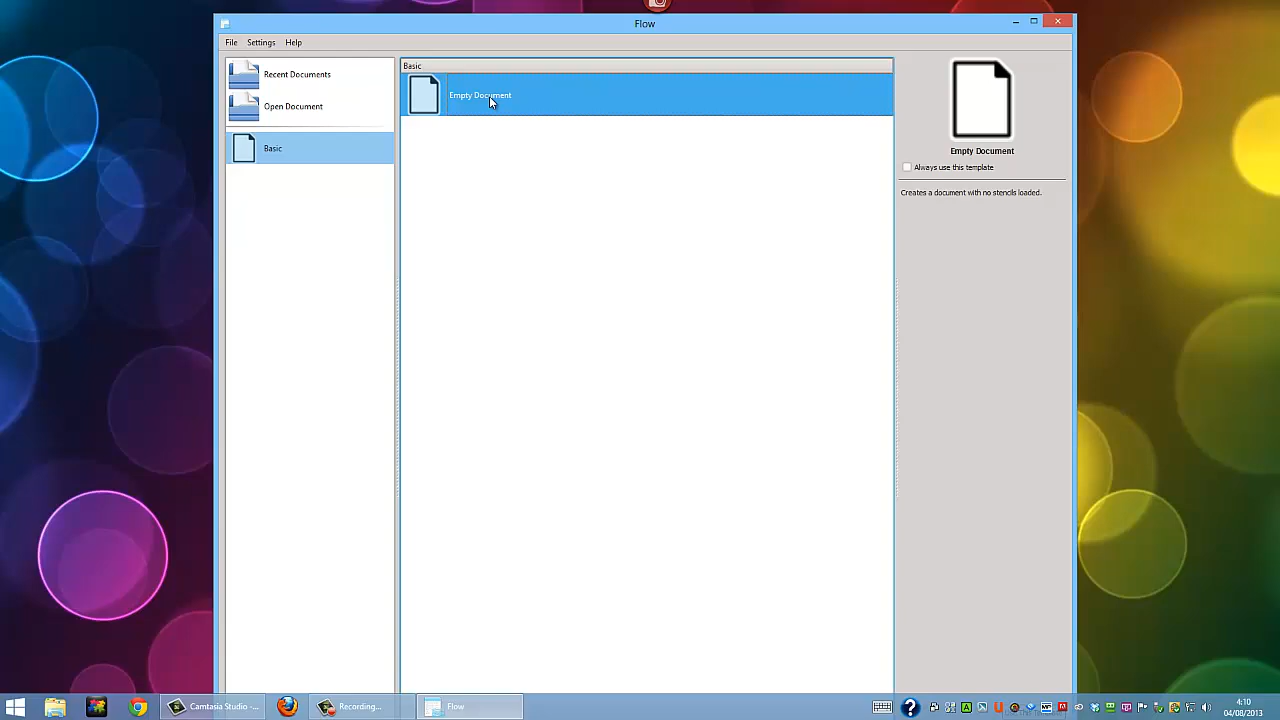 Flow
File Settings Help
Recent Documents
Open Document
Basic
Basic
Empty Document
Empty Document
Always use this template
Creates a document with no stencils loaded.
Camtasia Studio -...
Recording...
Flow
4:10
04/08/2013